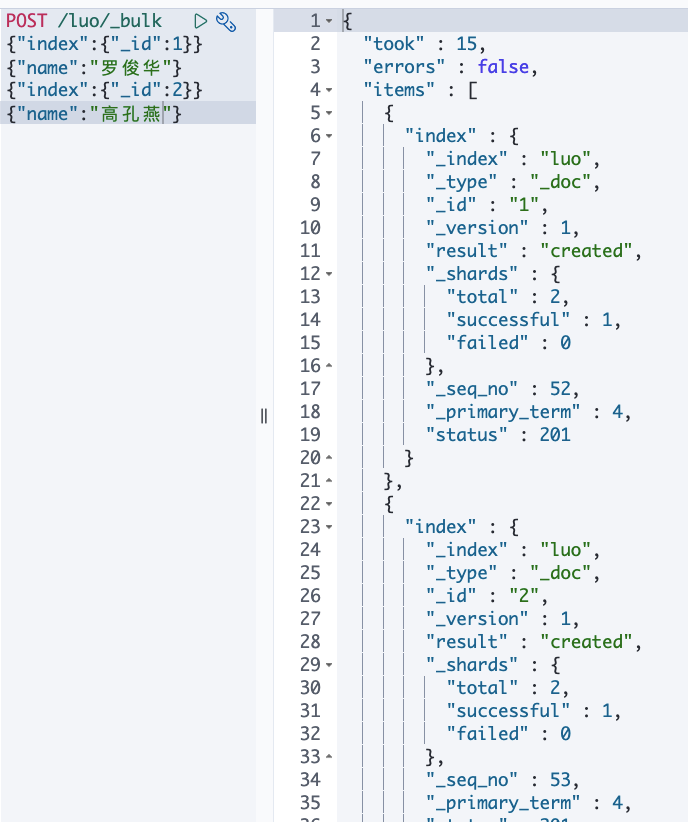 POST /luo/_bulk
{"index":{"_id":1}}
{"name":"罗俊华"}
{"index":{"_id":2}}
{"name":"高孔燕"}
1 {
2 "took" : 15,
3 "errors" : false,
4 "items" : [
5 {
6 "index" : {
7 "_index" : "luo",
8 "_type" : "_doc",
9 "_id" : "1",
10 "_version" : 1,
11 "result" : "created",
12 "_shards" : {
13 "total" : 2,
14 "successful" : 1,
15 "failed" : 0
16 },
17 "_seq_no" : 52,
18 "_primary_term" : 4,
19 "status" : 201
20 }
21 },
22 {
23 "index" : {
24 "_index" : "luo",
25 "_type" : "_doc",
26 "_id" : "2",
27 "_version" : 1,
28 "result" : "created",
29 "_shards" : {
30 "total" : 2,
31 "successful" : 1,
32 "failed" : 0
33 },
34 "_seq_no" : 53,
35 "_primary_term" : 4,